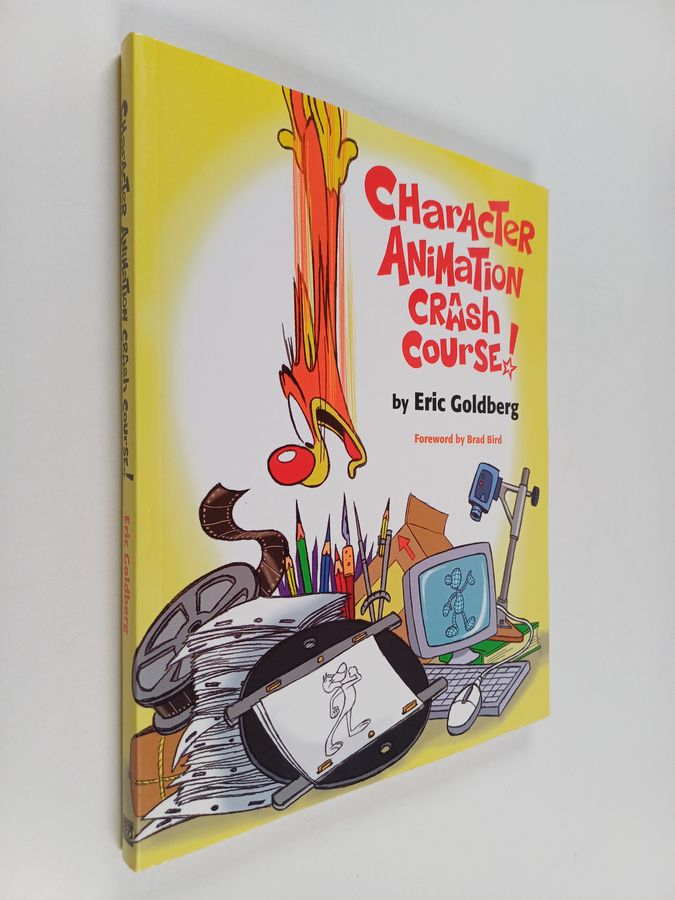 CHARACTER ANIMATION CRASH COURSE!
Eric Goldberg
CHARACTER
ANIMATION
CRASH
COURSE!
by Eric Goldberg
Foreword by Brad Bird